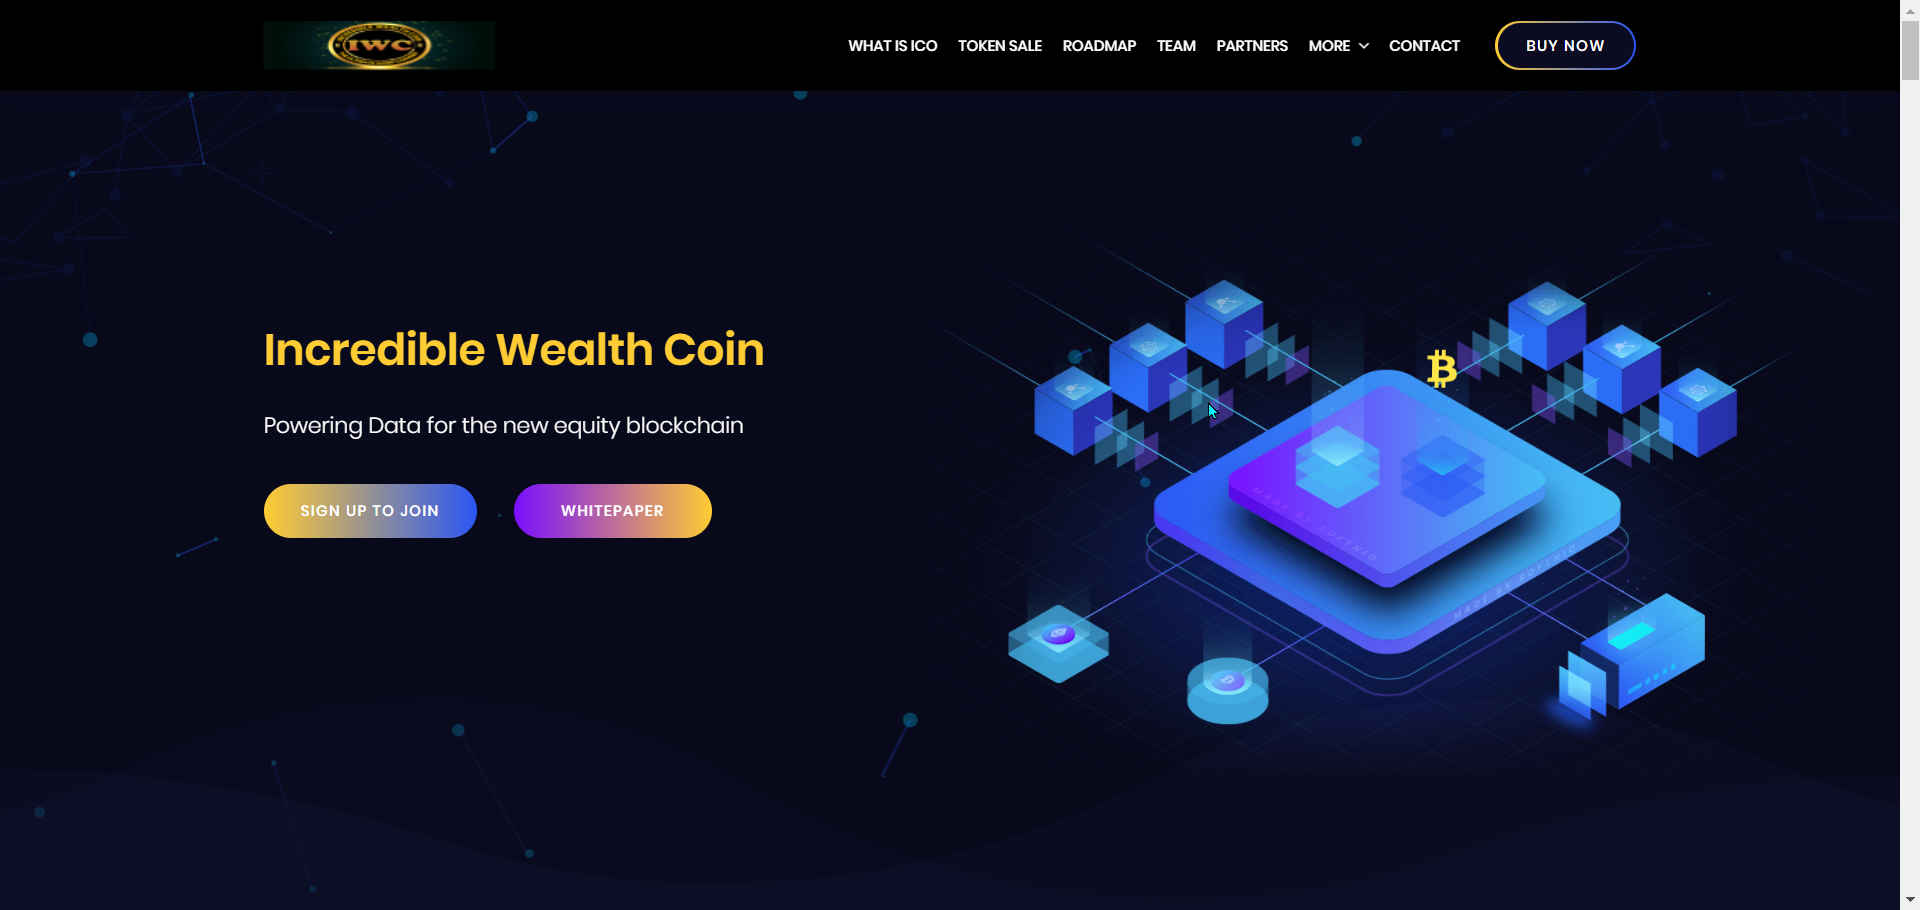 IWC
WHAT IS ICO
TOKEN SALE
ROADMAP
TEAM
PARTNERS
MORE
CONTACT
BUY NOW
Incredible Wealth Coin
Powering Data for the new equity blockchain
SIGN UP TO JOIN
WHITEPAPER
MADE BY SOFTNIO
MADE BY SOFTNIO